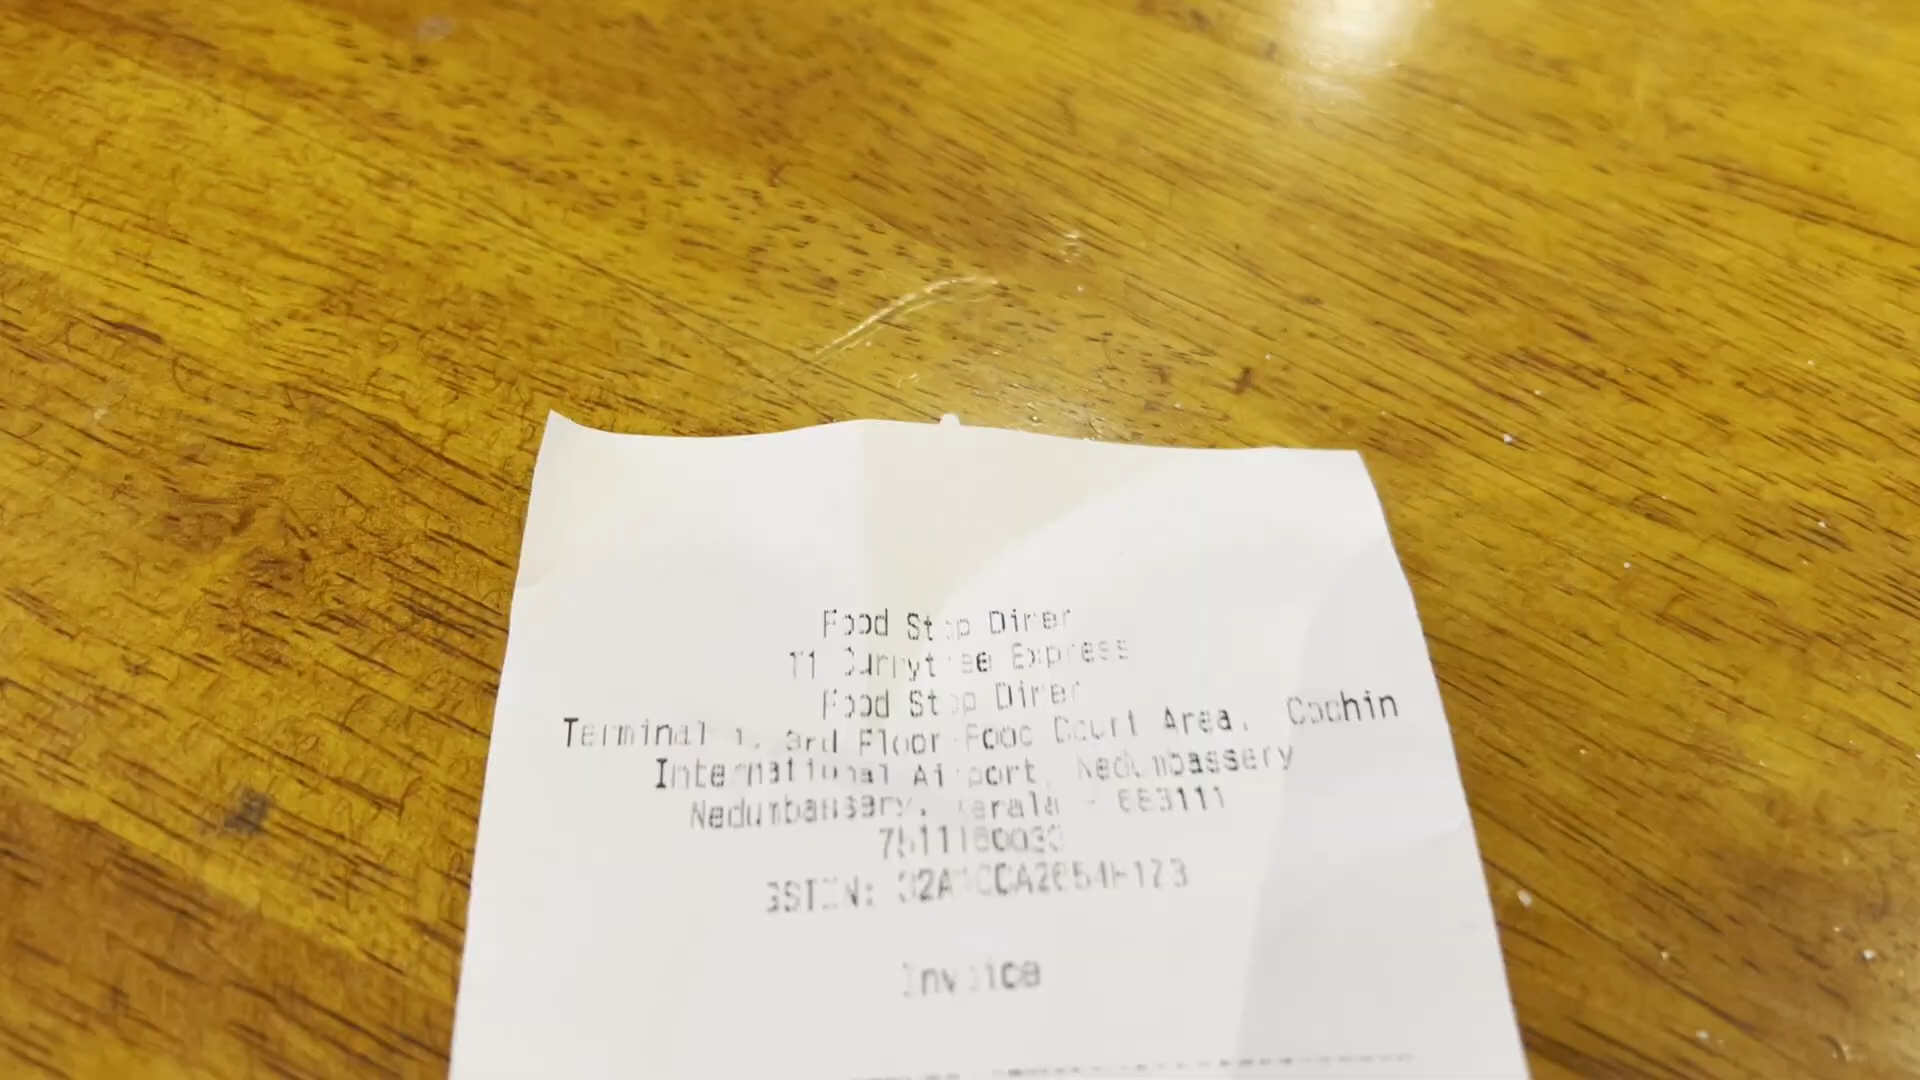 Food Stop Diner
T1 Currytree Express
Food Stop Diner
Terminal 1, 3rd Floor Food Court Area, Cochin
International Airport, Nedumbassery
Nedumbassery, Kerala - 683111
GSTIN:
Invoice